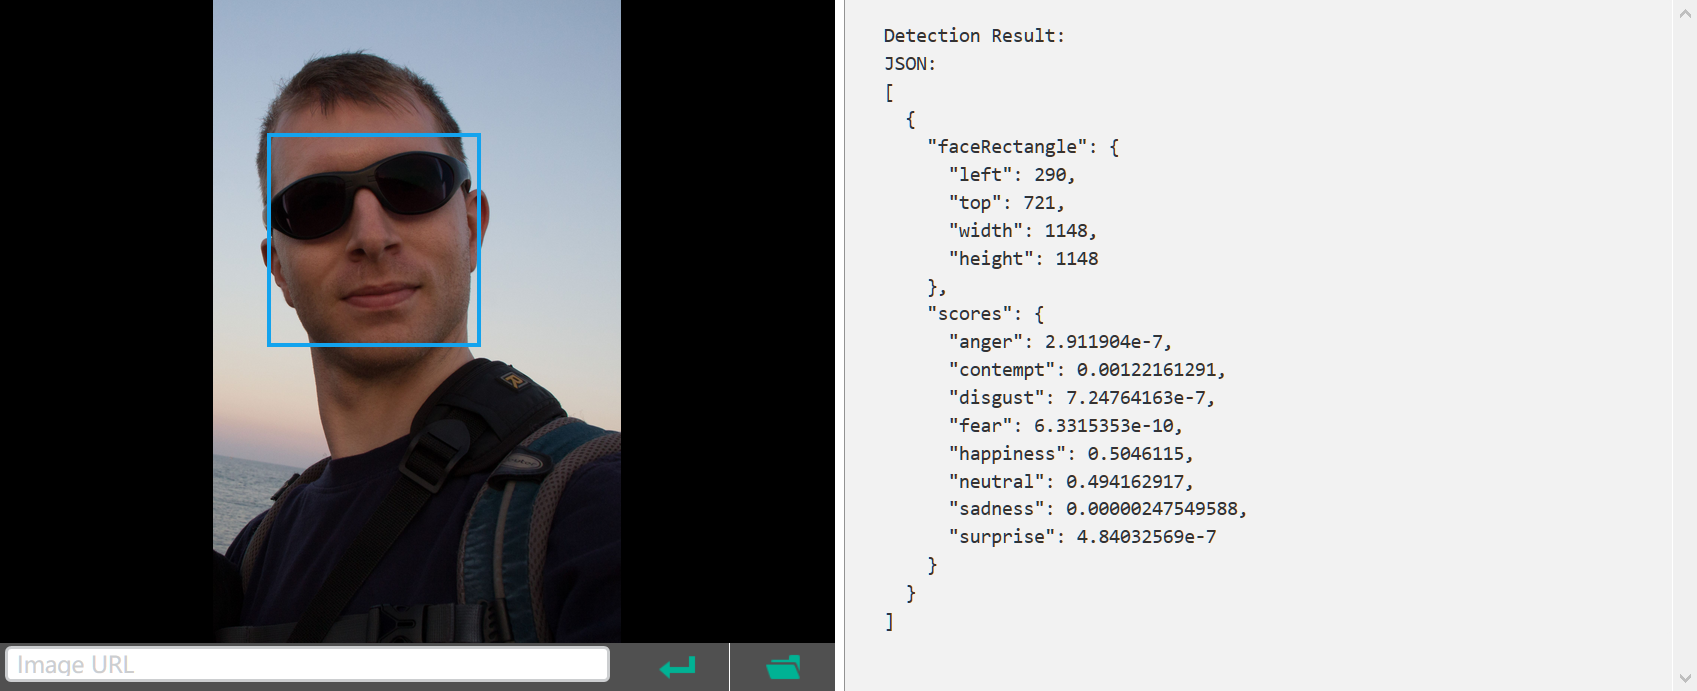 Detection Result:
JSON:
[
{
"faceRectangle": {
"left": 290,
"top": 721,
"width": 1148,
"height": 1148
},
"scores": {
"anger": 2.911904e-7,
"contempt": 0.00122161291,
"disgust": 7.24764163e-7,
"fear": 6.3315353e-10,
"happiness": 0.5046115,
"neutral": 0.494162917,
"sadness": 0.00000247549588,
"surprise": 4.84032569e-7
}
}
]
Image URL